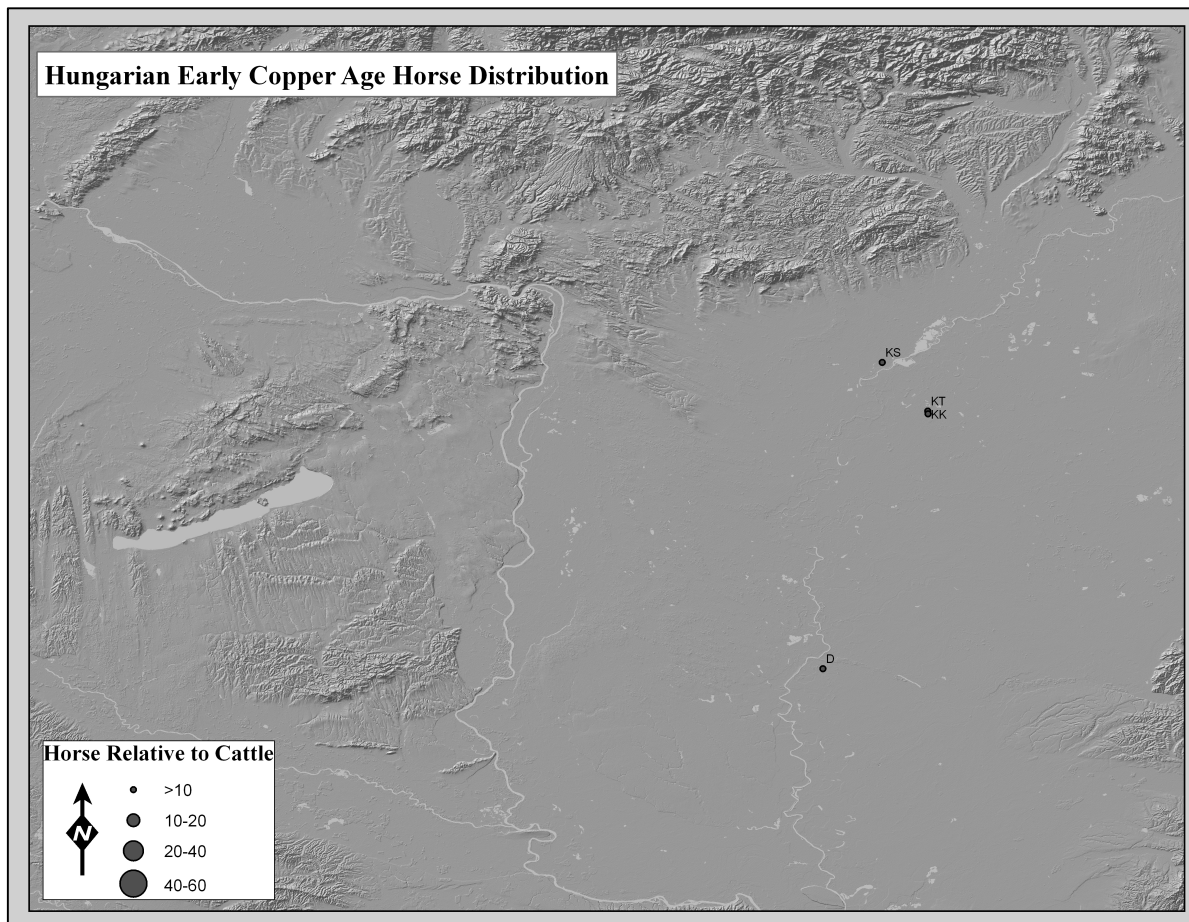 Hungarian Early Copper Age Horse Distribution
KS
KT
KK
D
Horse Relative to Cattle
>10
10-20
20-40
40-60
N